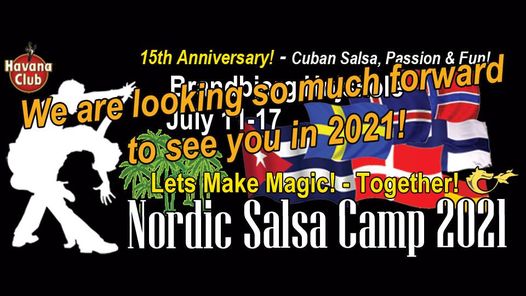 Havana
Club
15th Anniversary! - Cuban Salsa, Passion & Fun!
We are looking so much forward
to see you in 2021!
July 11-17
Lets Make Magic! - Together!
Nordic Salsa Camp 2021